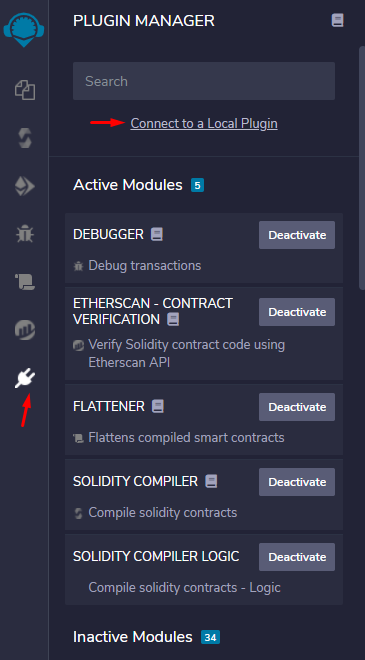 PLUGIN MANAGER
Search
Connect to a Local Plugin
Active Modules 5
DEBUGGER
Deactivate
Debug transactions
ETHERSCAN - CONTRACT
VERIFICATION
Deactivate
Verify Solidity contract code using
Etherscan API
FLATTENER
Deactivate
Flattens compiled smart contracts
SOLIDITY COMPILER
Deactivate
Compile solidity contracts
SOLIDITY COMPILER LOGIC
Deactivate
Compile solidity contracts - Logic
Inactive Modules 34